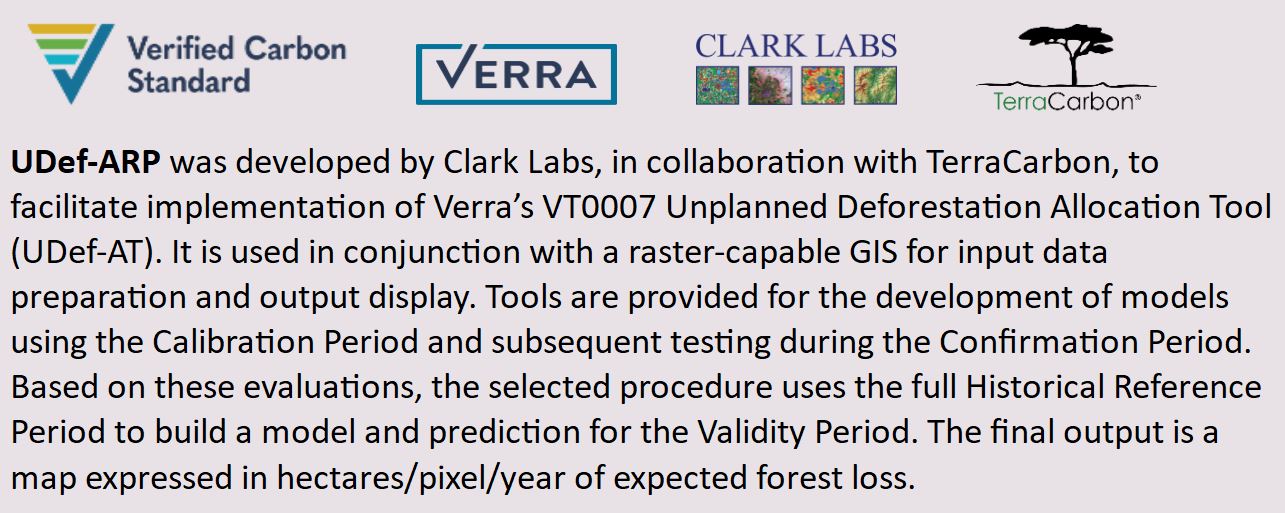 Verified Carbon
Standard
VERRA
CLARK LABS
TerraCarbon®
UDef-ARP was developed by Clark Labs, in collaboration with TerraCarbon, to
facilitate implementation of Verra’s VT0007 Unplanned Deforestation Allocation Tool
(UDef-AT). It is used in conjunction with a raster-capable GIS for input data
preparation and output display. Tools are provided for the development of models
using the Calibration Period and subsequent testing during the Confirmation Period.
Based on these evaluations, the selected procedure uses the full Historical Reference
Period to build a model and prediction for the Validity Period. The final output is a
map expressed in hectares/pixel/year of expected forest loss.